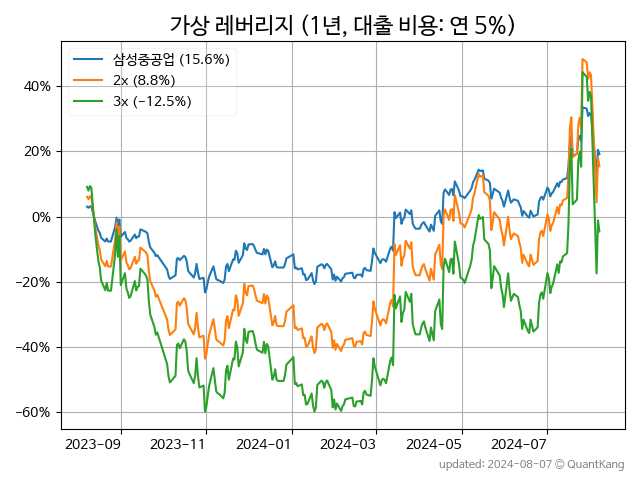 가상 레버리지 (1년, 대출 비용: 연 5%)
삼성중공업 (15.6%)
2x (8.8%)
3x (−12.5%)
40%
20%
0%
−20%
−40%
−60%
2023-09 2023-11 2024-01 2024-03 2024-05 2024-07
updated: 2024-08-07 © QuantKang